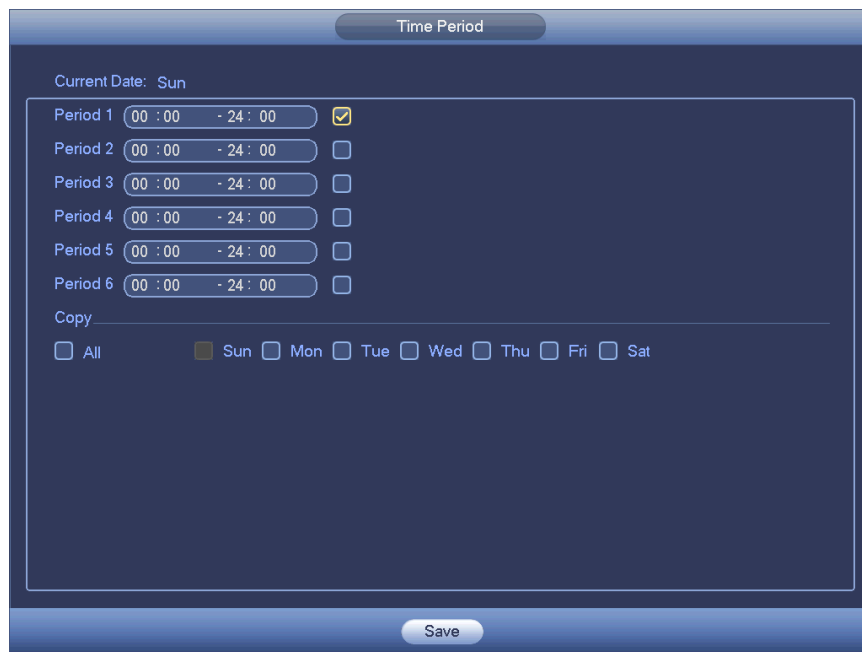 Time Period
Current Date: Sun
Period 1 00 :00 - 24 : 00
Period 2 00 :00 - 24 : 00
Period 3 00 :00 - 24 : 00
Period 4 00 :00 - 24 : 00
Period 5 00 :00 - 24 : 00
Period 6 00 :00 - 24 : 00
Copy
All Sun Mon Tue Wed Thu Fri Sat
Save